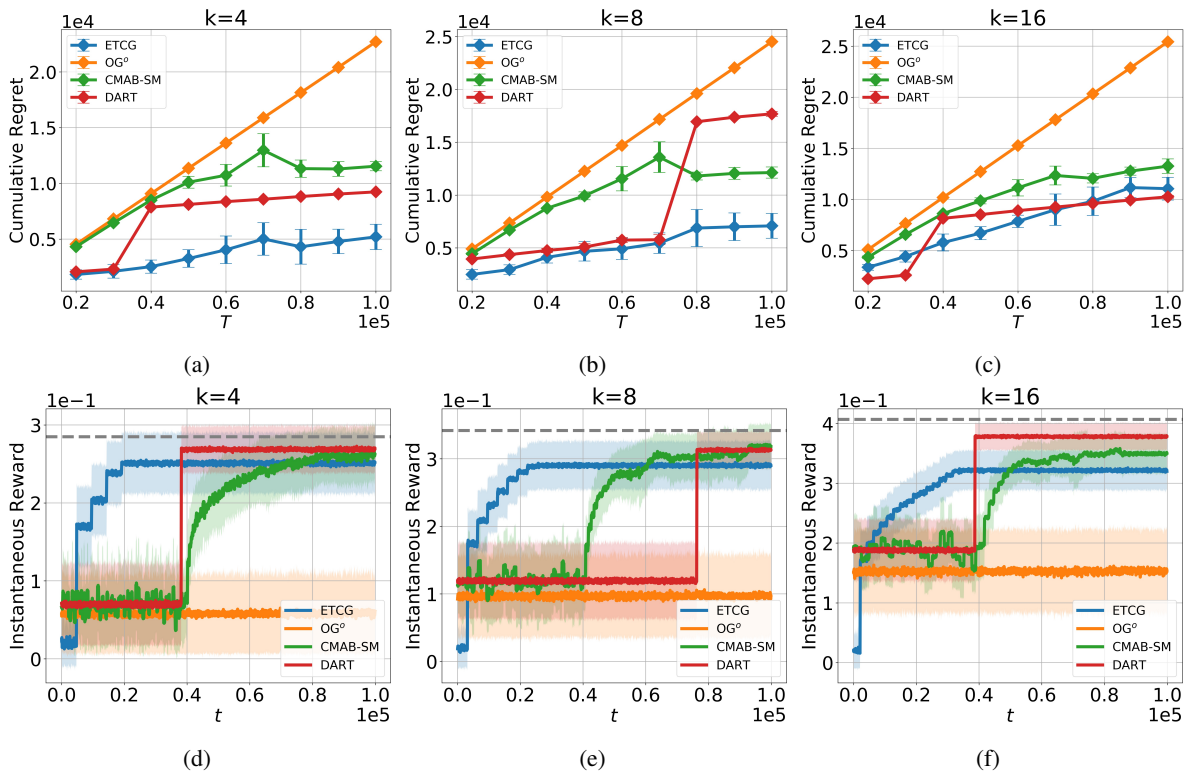 k=4
1e4
Cumulative Regret
2.0
1.5
1.0
0.5
ETCG
OGᵒ
CMAB-SM
DART
0.2 0.4 0.6 0.8 1.0
T
1e5
(a)
k=8
1e4
Cumulative Regret
2.5
2.0
1.5
1.0
0.5
ETCG
OGᵒ
CMAB-SM
DART
0.2 0.4 0.6 0.8 1.0
T
1e5
(b)
k=16
1e4
Cumulative Regret
2.5
2.0
1.5
1.0
0.5
ETCG
OGᵒ
CMAB-SM
DART
0.2 0.4 0.6 0.8 1.0
T
1e5
(c)
k=4
1e−1
Instantaneous Reward
3
2
1
0
ETCG
OGᵒ
CMAB-SM
DART
0.0 0.2 0.4 0.6 0.8 1.0
t
1e5
(d)
k=8
1e−1
Instantaneous Reward
3
2
1
0
ETCG
OGᵒ
CMAB-SM
DART
0.0 0.2 0.4 0.6 0.8 1.0
t
1e5
(e)
k=16
1e−1
Instantaneous Reward
4
3
2
1
0
ETCG
OGᵒ
CMAB-SM
DART
0.0 0.2 0.4 0.6 0.8 1.0
t
1e5
(f)